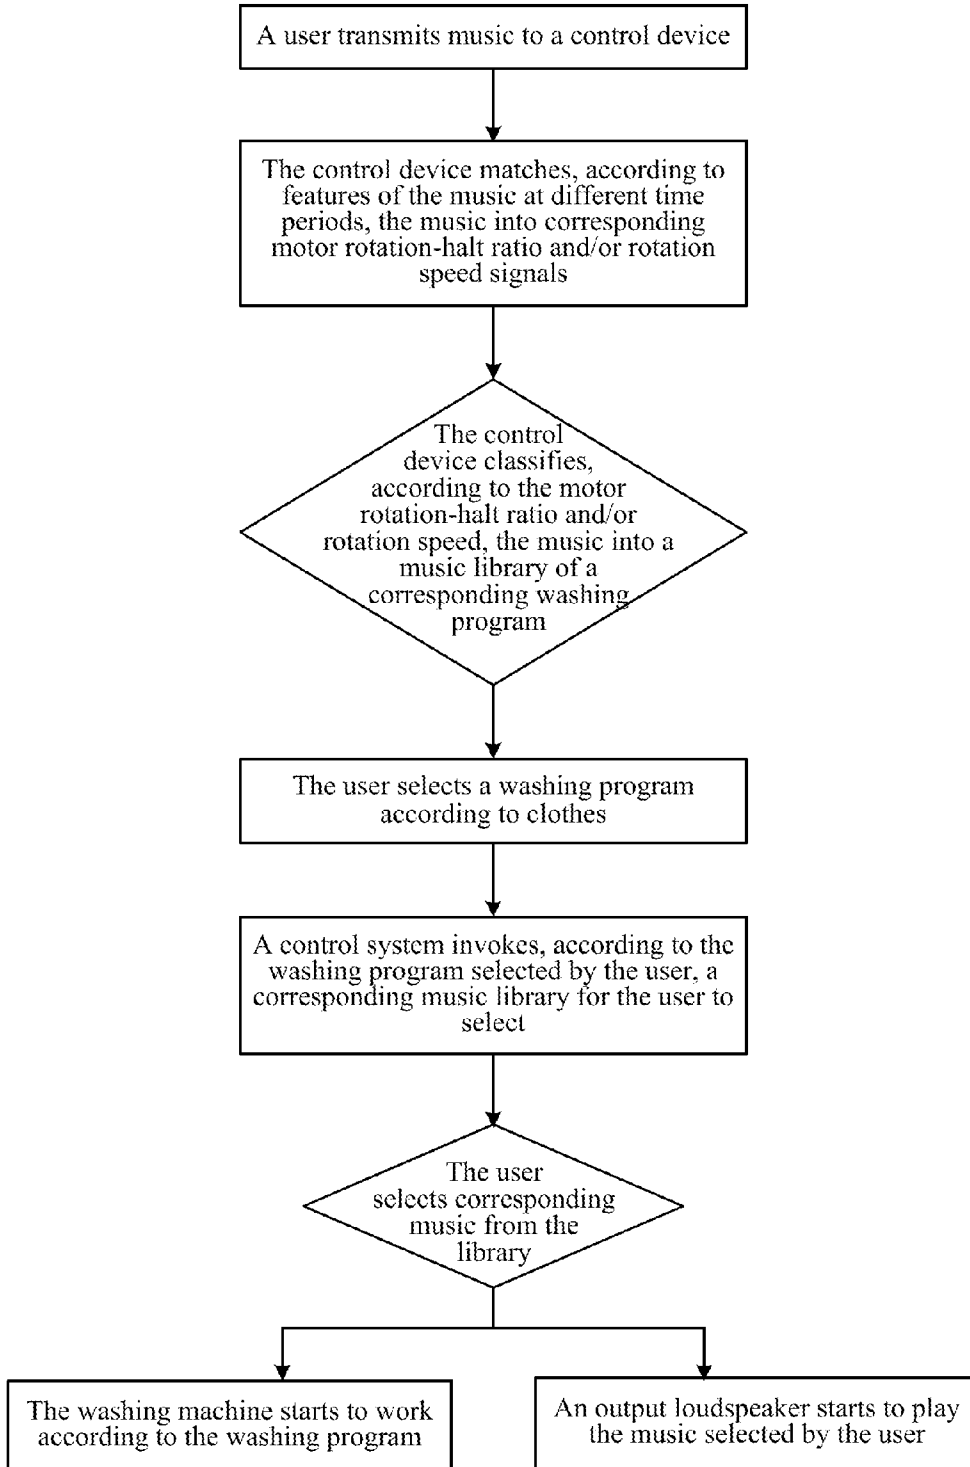 A user transmits music to a control device
The control device matches, according to
features of the music at different time
periods, the music into corresponding
motor rotation-halt ratio and/or rotation
speed signals
The control
device classifies,
according to the motor
rotation-halt ratio and/or
rotation speed, the music into a
music library of a
corresponding washing
program
The user selects a washing program
according to clothes
A control system invokes, according to the
washing program selected by the user, a
corresponding music library for the user to
select
The user
selects corresponding
music from the
library
The washing machine starts to work
according to the washing program
An output loudspeaker starts to play
the music selected by the user